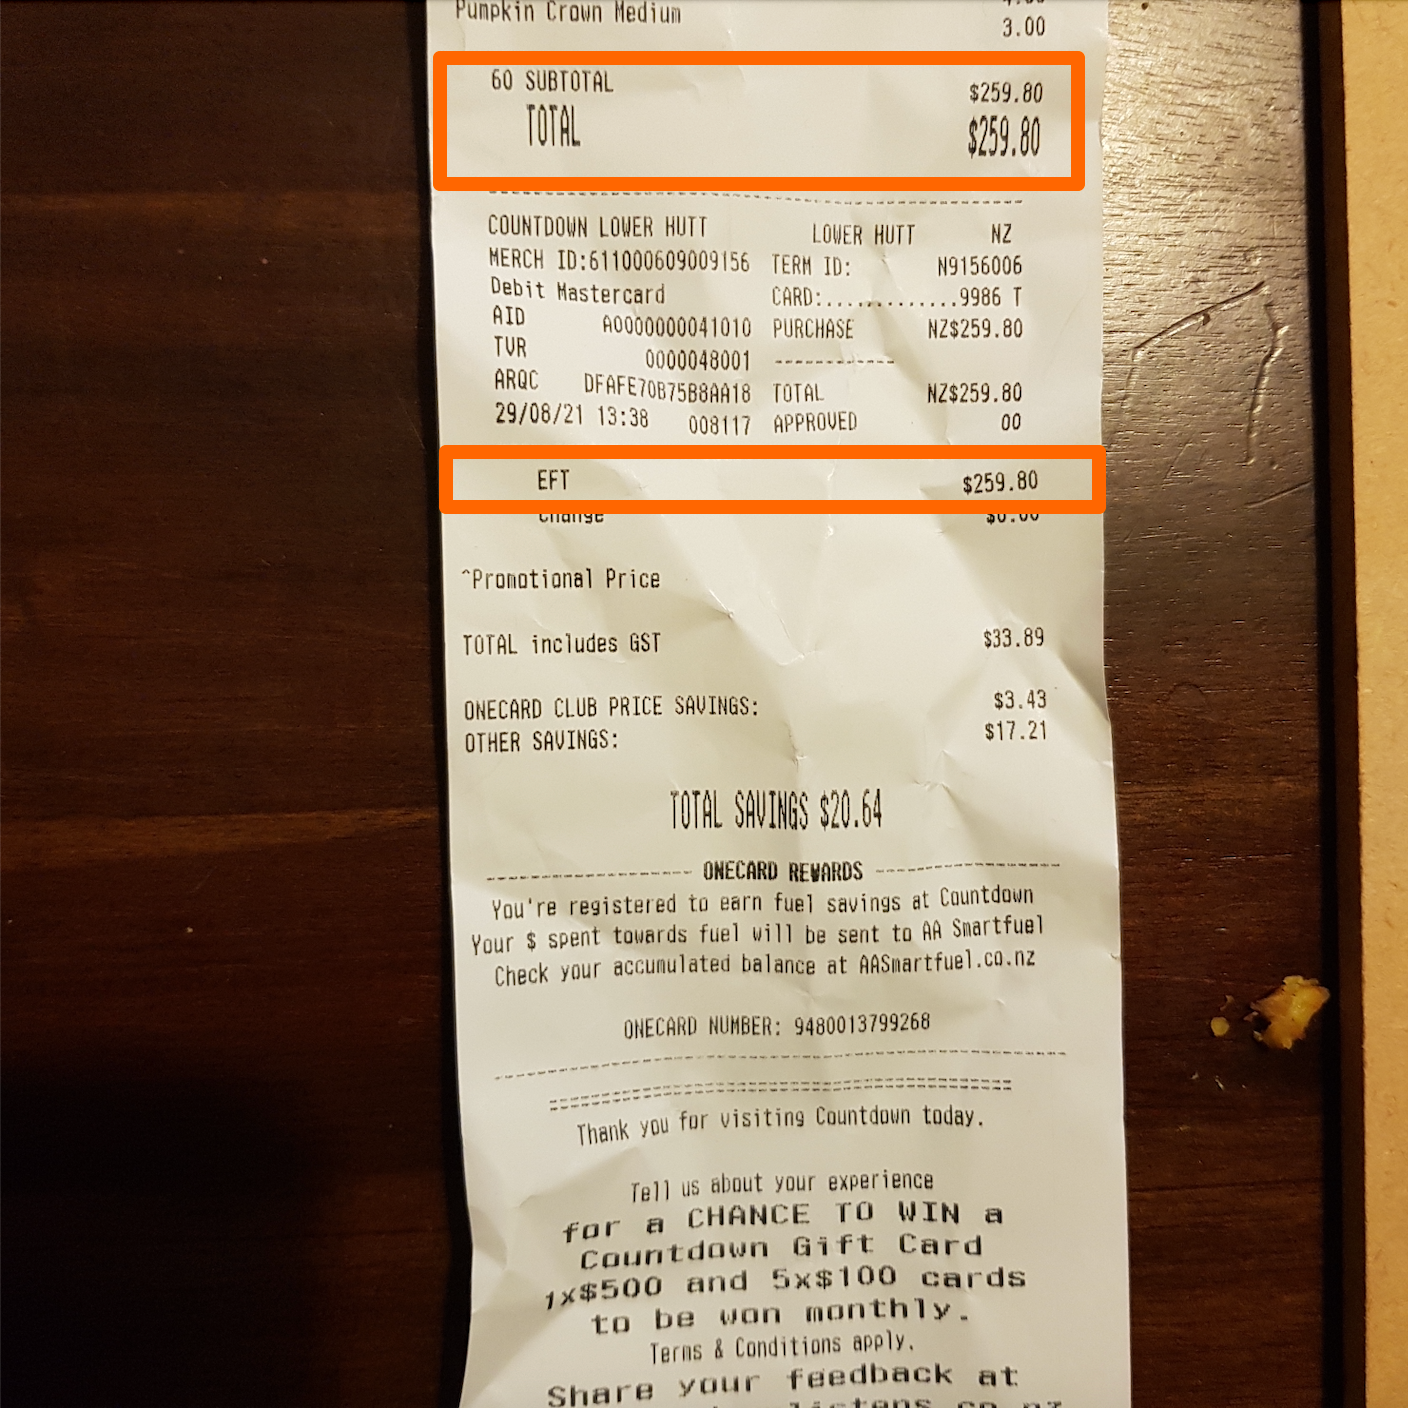 Pumpkin Crown Medium
3.00
60 SUBTOTAL $259.80
TOTAL $259.80
COUNTDOWN LOWER HUTT LOWER HUTT NZ
MERCH ID:611000609009156 TERM ID: N9156006
Debit Mastercard CARD:..............9986 T
AID A0000000041010 PURCHASE NZ$259.80
TVR 0000048001 ------------
ARQC DFAFE70B75B8AA18 TOTAL NZ$259.80
29/08/21 13:38 008117 APPROVED 00
EFT $259.80
Change $0.00
^Promotional Price
TOTAL includes GST $33.89
ONECARD CLUB PRICE SAVINGS: $3.43
OTHER SAVINGS: $17.21
TOTAL SAVINGS $20.64
ONECARD REWARDS
You're registered to earn fuel savings at Countdown
Your $ spent towards fuel will be sent to AA Smartfuel
Check your accumulated balance at AASmartfuel.co.nz
ONECARD NUMBER: 9480013799268
Thank you for visiting Countdown today.
Tell us about your experience
for a CHANCE TO WIN a
Countdown Gift Card
1x$500 and 5x$100 cards
to be won monthly.
Terms & Conditions apply.
Share your feedback at